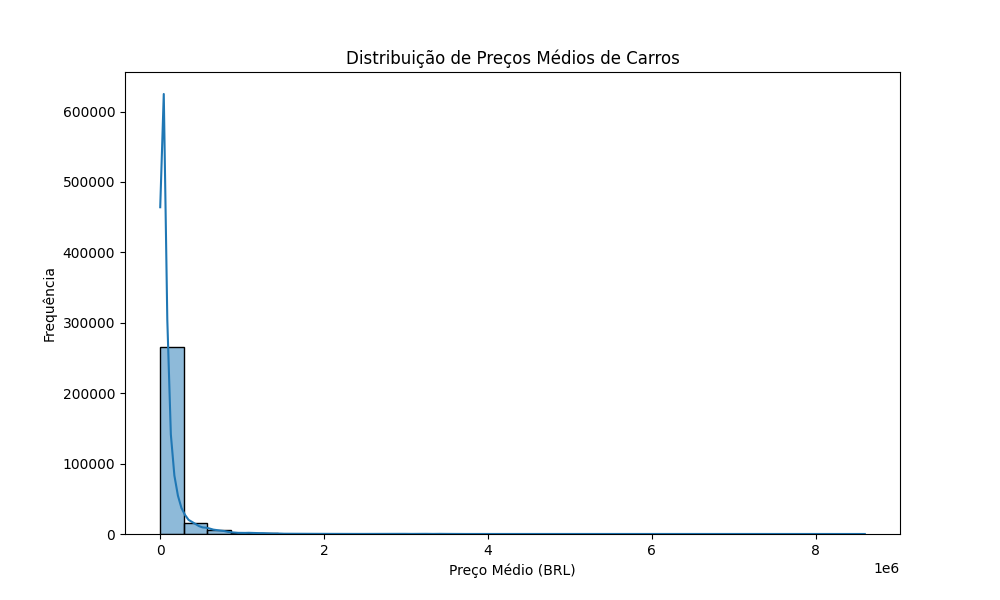 Distribuição de Preços Médios de Carros
Frequência
600000
500000
400000
300000
200000
100000
0
0 2 4 6 8
1e6
Preço Médio (BRL)